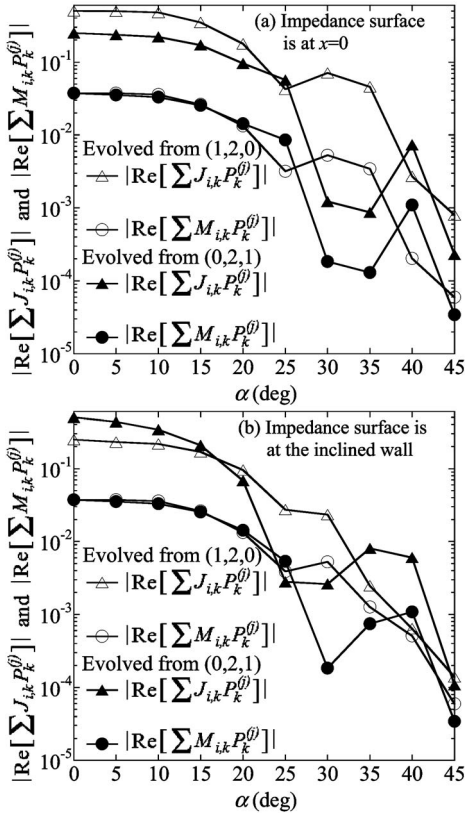 (a) Impedance surface
is at x=0
|Re[∑J_{i,k}P_k^{(j)}]| and |Re[∑M_{i,k}P_k^{(j)}]|
10^{-1}
10^{-2}
10^{-3}
10^{-4}
10^{-5}
Evolved from (1,2,0)
|Re[∑J_{i,k}P_k^{(j)}]|
|Re[∑M_{i,k}P_k^{(j)}]|
Evolved from (0,2,1)
|Re[∑J_{i,k}P_k^{(j)}]|
|Re[∑M_{i,k}P_k^{(j)}]|
0 5 10 15 20 25 30 35 40 45
α (deg)
(b) Impedance surface is
at the inclined wall
|Re[∑J_{i,k}P_k^{(j)}]| and |Re[∑M_{i,k}P_k^{(j)}]|
10^{-1}
10^{-2}
10^{-3}
10^{-4}
10^{-5}
Evolved from (1,2,0)
|Re[∑J_{i,k}P_k^{(j)}]|
|Re[∑M_{i,k}P_k^{(j)}]|
Evolved from (0,2,1)
|Re[∑J_{i,k}P_k^{(j)}]|
|Re[∑M_{i,k}P_k^{(j)}]|
0 5 10 15 20 25 30 35 40 45
α (deg)